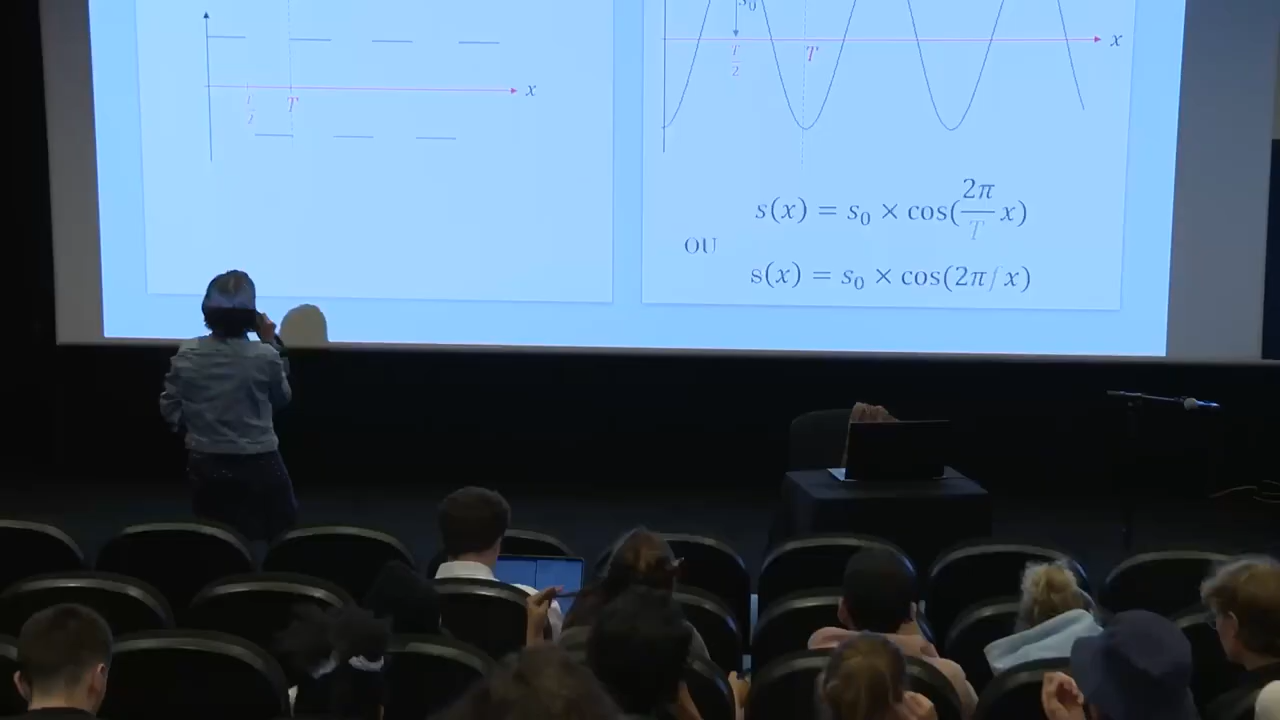 s₀
x
T/2
T
x
T/2
T
s(x) = s₀ × cos(2π/T x)
OU
s(x) = s₀ × cos(2π/x)